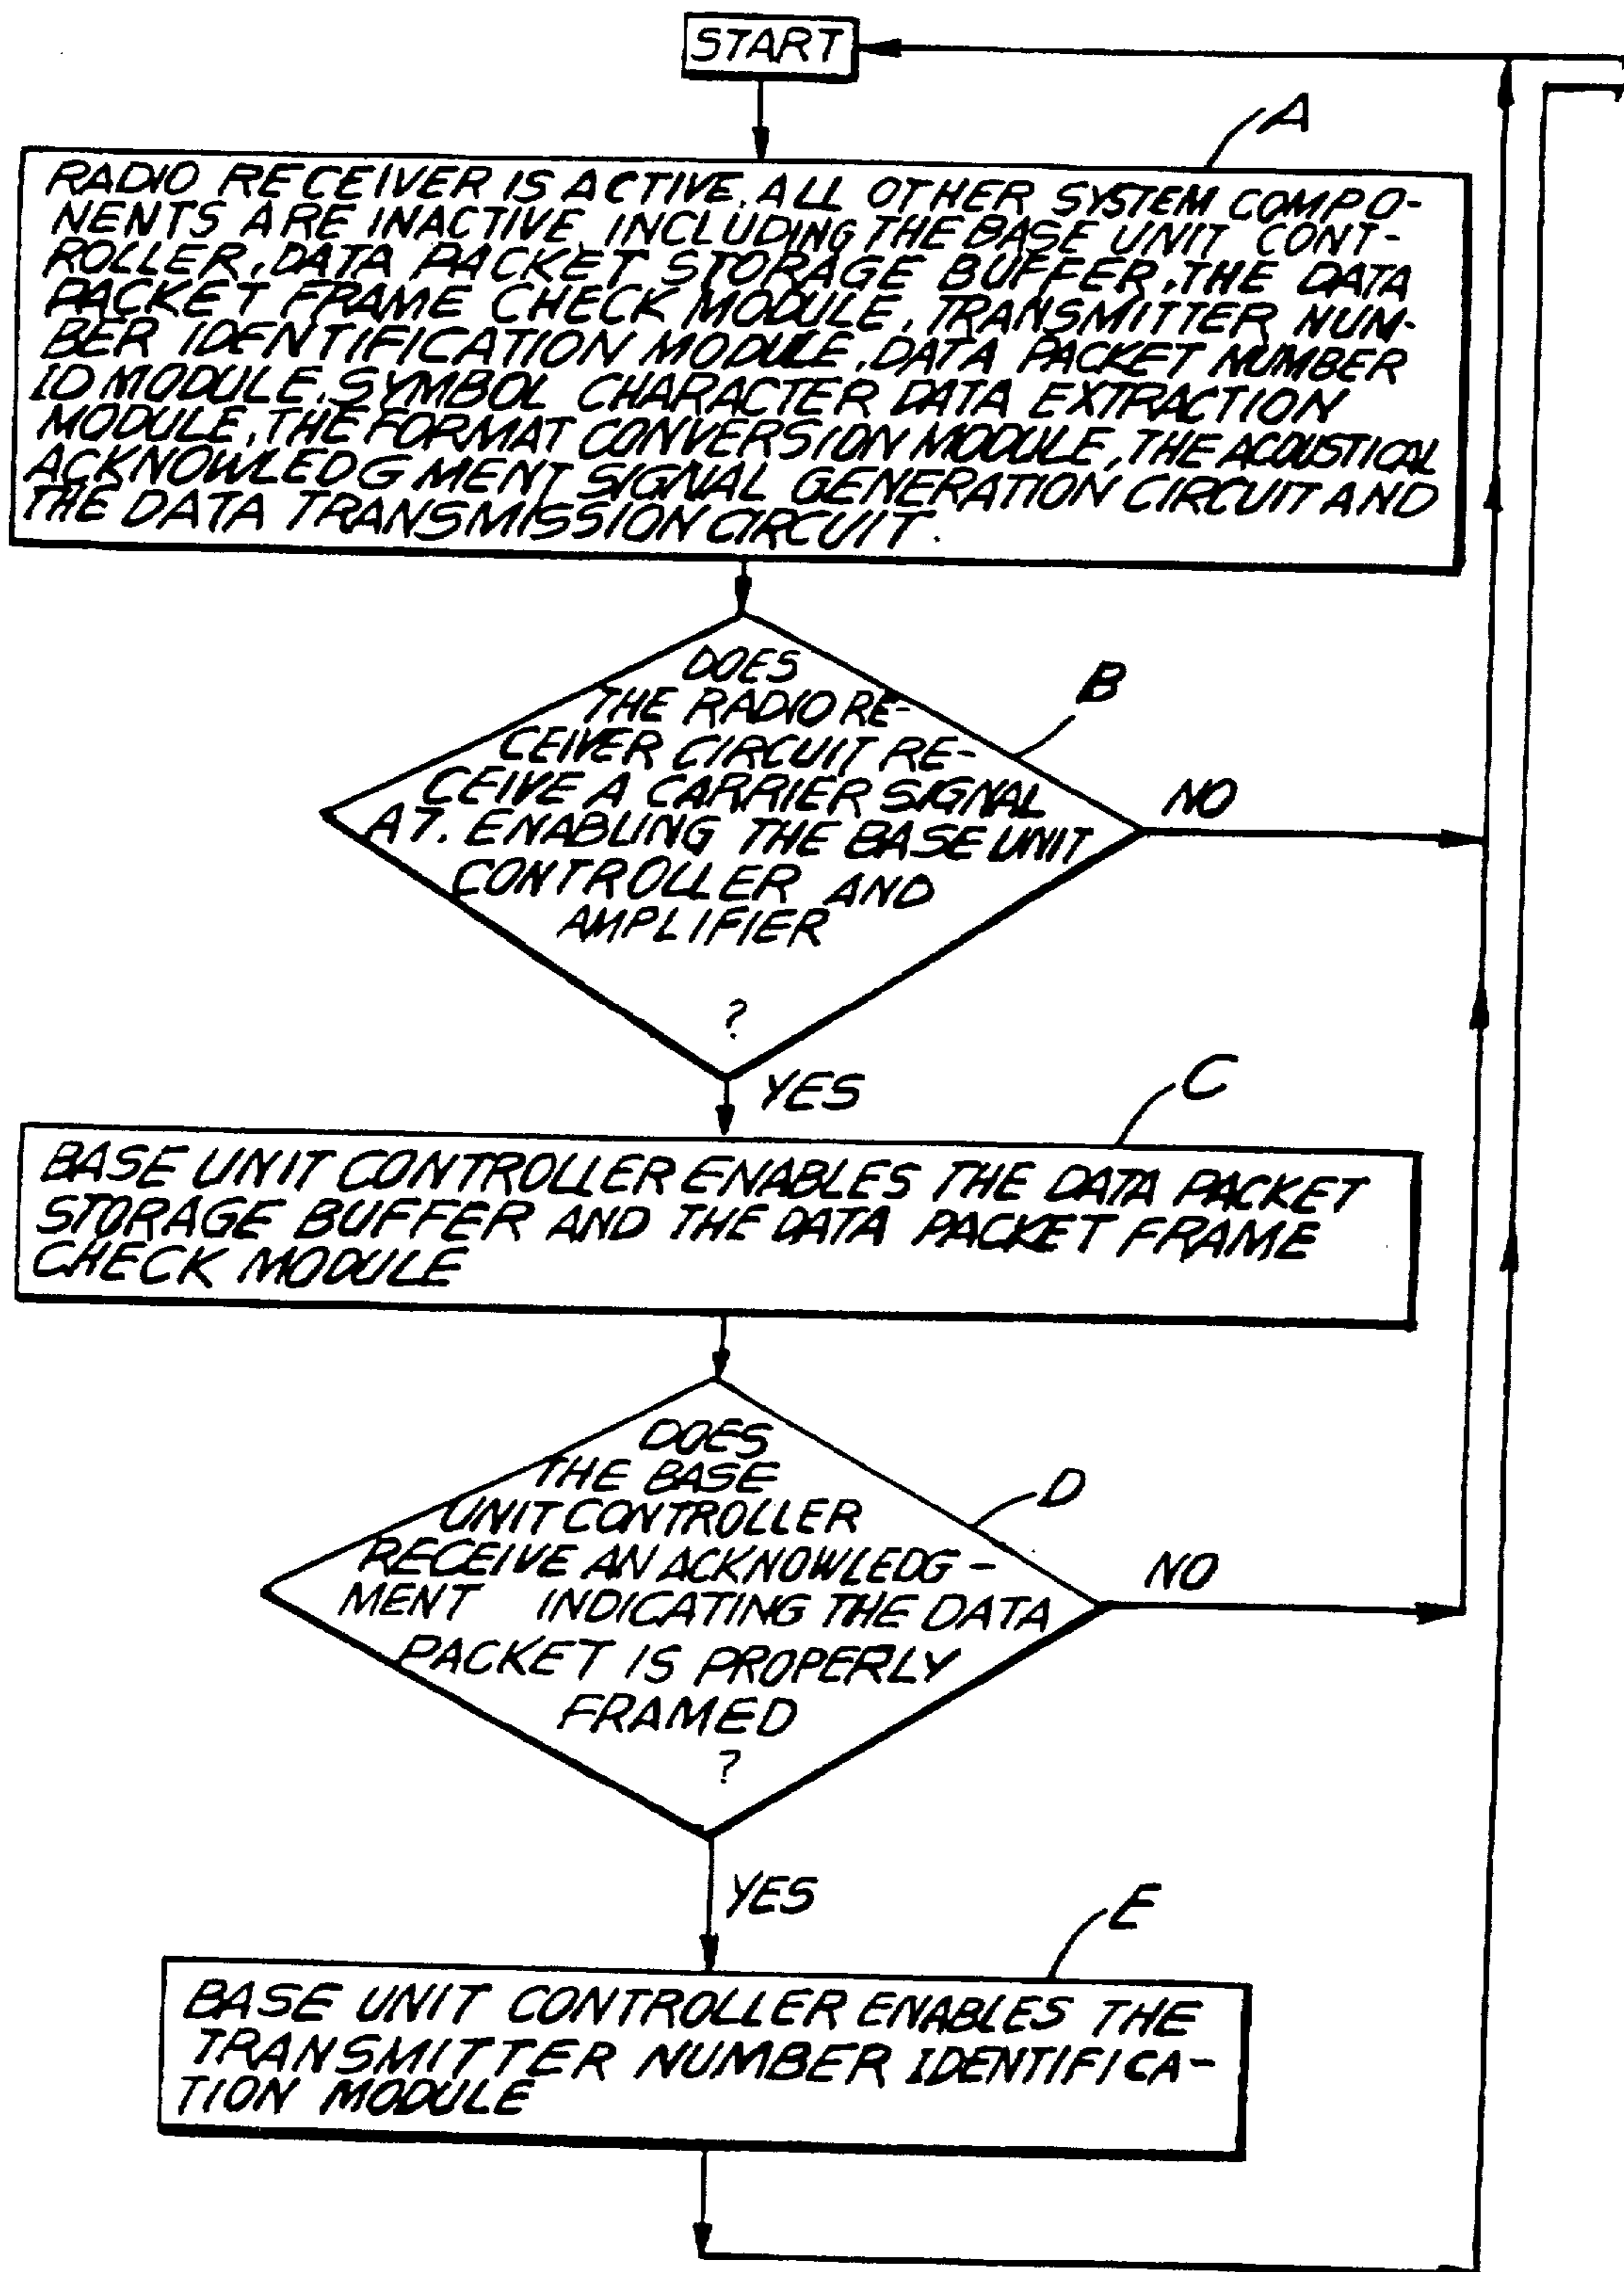 START
A
RADIO RECEIVER IS ACTIVE, ALL OTHER SYSTEM COMPO-
NENTS ARE INACTIVE INCLUDING THE BASE UNIT CONT-
ROLLER, DATA PACKET STORAGE BUFFER, THE DATA
PACKET FRAME CHECK MODULE, TRANSMITTER NUM-
BER IDENTIFICATION MODULE, DATA PACKET NUMBER
ID MODULE, SYMBOL CHARACTER DATA EXTRACTION
MODULE, THE FORMAT CONVERSION MODULE, THE ACOUSTICAL
ACKNOWLEDGMENT SIGNAL GENERATION CIRCUIT AND
THE DATA TRANSMISSION CIRCUIT.
B
DOES
THE RADIO RE-
CEIVER CIRCUIT RE-
CEIVE A CARRIER SIGNAL
AT. ENABLING THE BASE UNIT
CONTROLLER AND
AMPLIFIER
?
NO
YES
C
BASE UNIT CONTROLLER ENABLES THE DATA PACKET
STORAGE BUFFER AND THE DATA PACKET FRAME
CHECK MODULE
D
DOES
THE BASE
UNIT CONTROLLER
RECEIVE AN ACKNOWLEDG-
MENT INDICATING THE DATA
PACKET IS PROPERLY
FRAMED
?
NO
YES
E
BASE UNIT CONTROLLER ENABLES THE
TRANSMITTER NUMBER IDENTIFICA-
TION MODULE